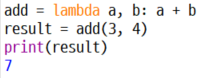 add = lambda a, b: a + b
result = add(3, 4)
print(result)
7